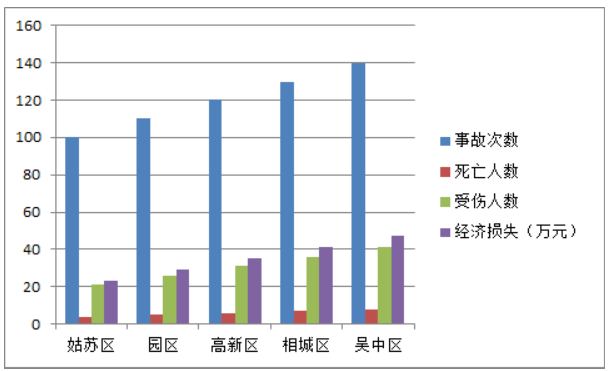 160
140
120
100
80
60
40
20
0
姑苏区
园区
高新区
相城区
吴中区
事故次数
死亡人数
受伤人数
经济损失（万元）